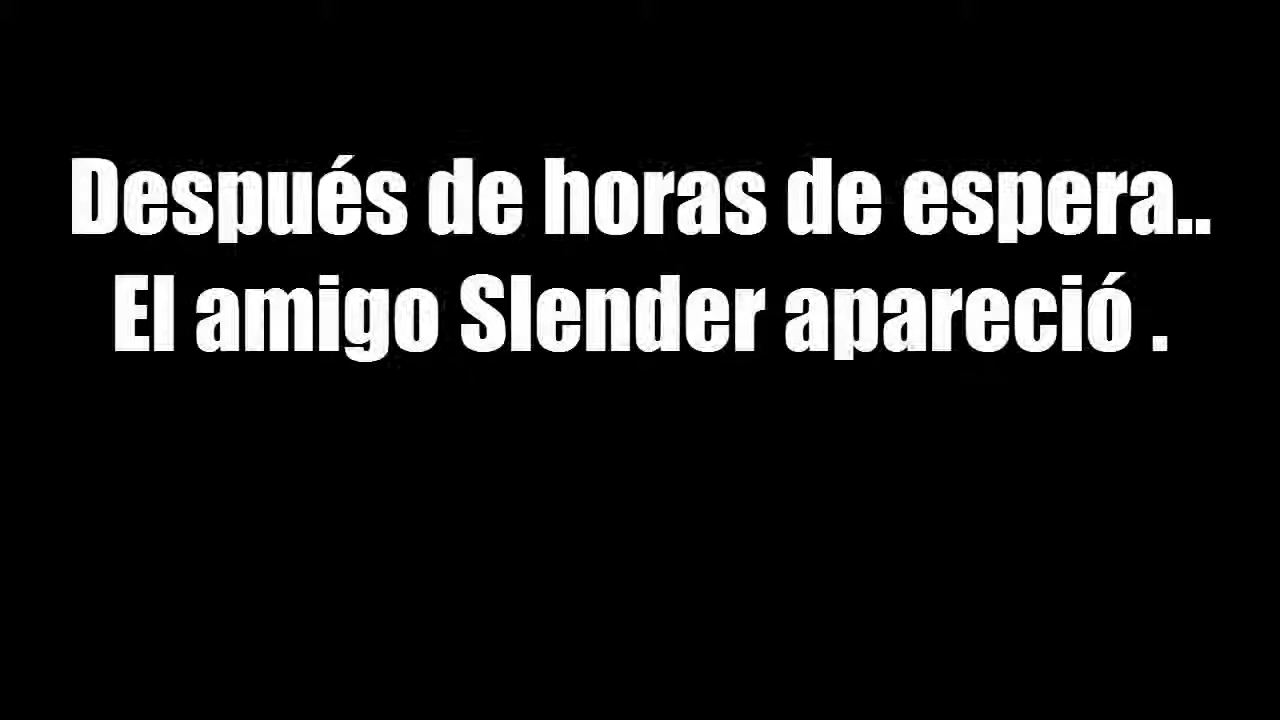 Después de horas de espera..
El amigo Slender apareció .